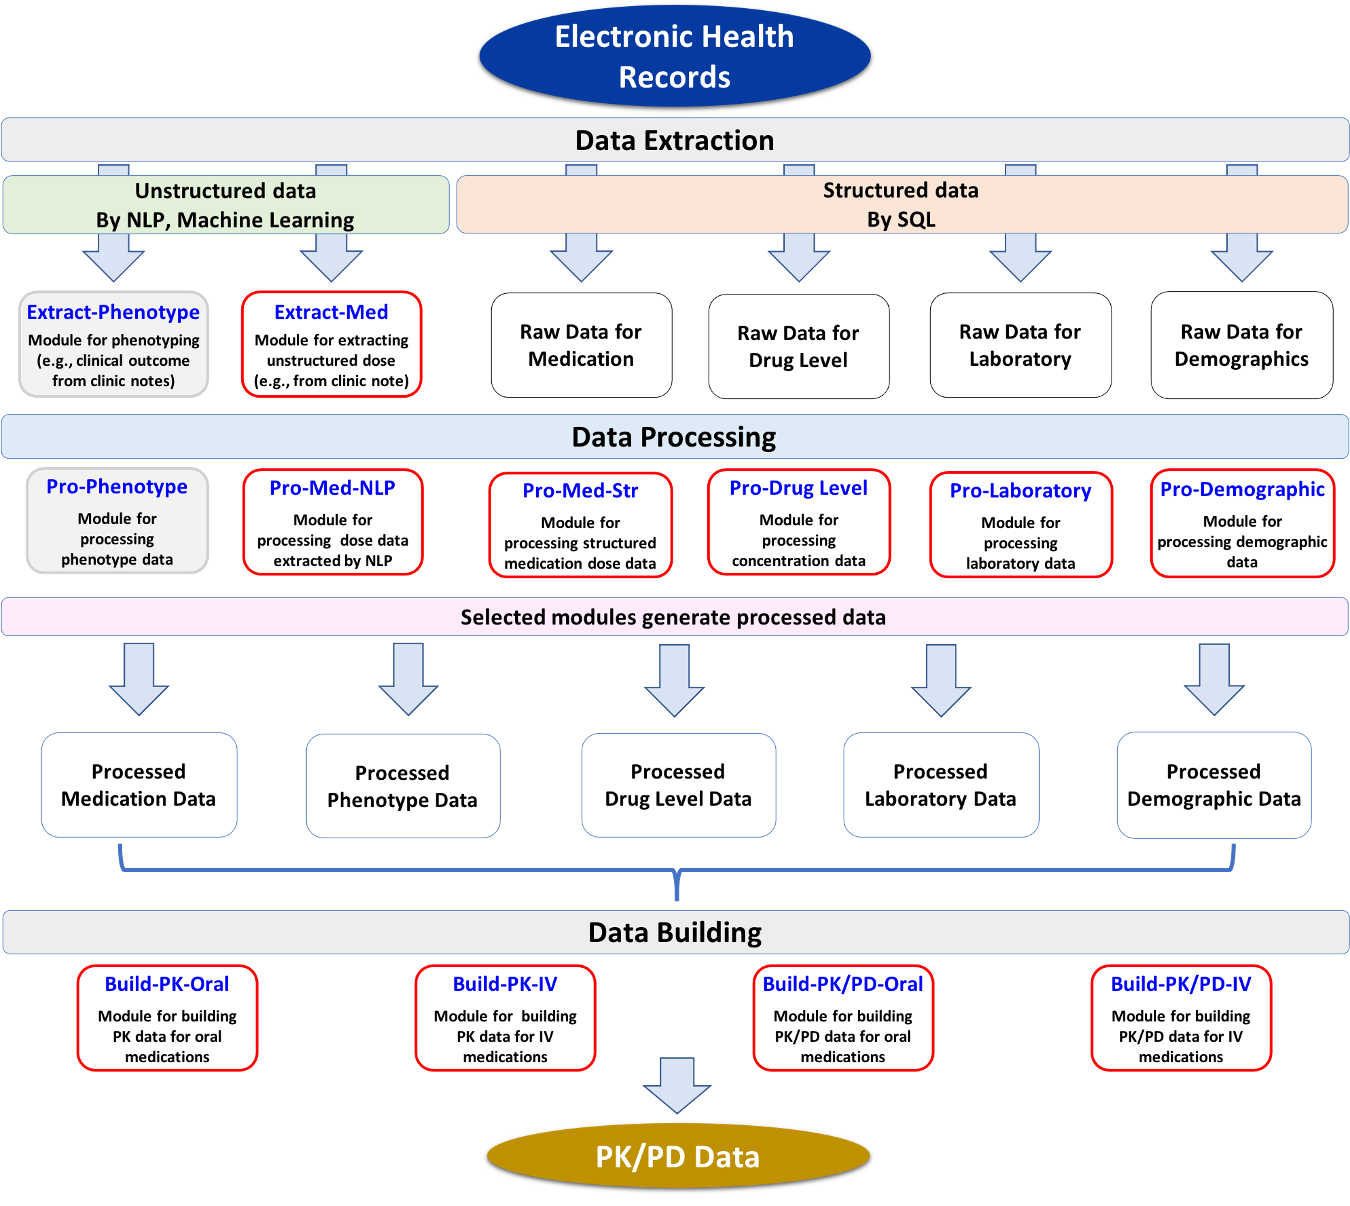 Electronic Health
Records
Data Extraction
Unstructured data
By NLP, Machine Learning
Structured data
By SQL
Extract-Phenotype
Module for phenotyping
(e.g., clinical outcome
from clinic notes)
Extract-Med
Module for extracting
unstructured dose
(e.g., from clinic note)
Raw Data for
Medication
Raw Data for
Drug Level
Raw Data for
Laboratory
Raw Data for
Demographics
Data Processing
Pro-Phenotype
Module for
processing
phenotype data
Pro-Med-NLP
Module for
processing dose data
extracted by NLP
Pro-Med-Str
Module for
processing structured
medication dose data
Pro-Drug Level
Module for
processing
concentration data
Pro-Laboratory
Module for
processing
laboratory data
Pro-Demographic
Module for
processing demographic
data
Selected modules generate processed data
Processed
Medication Data
Processed
Phenotype Data
Processed
Drug Level Data
Processed
Laboratory Data
Processed
Demographic Data
Data Building
Build-PK-Oral
Module for building
PK data for oral
medications
Build-PK-IV
Module for building
PK data for IV
medications
Build-PK/PD-Oral
Module for building
PK/PD data for oral
medications
Build-PK/PD-IV
Module for building
PK/PD data for IV
medications
PK/PD Data